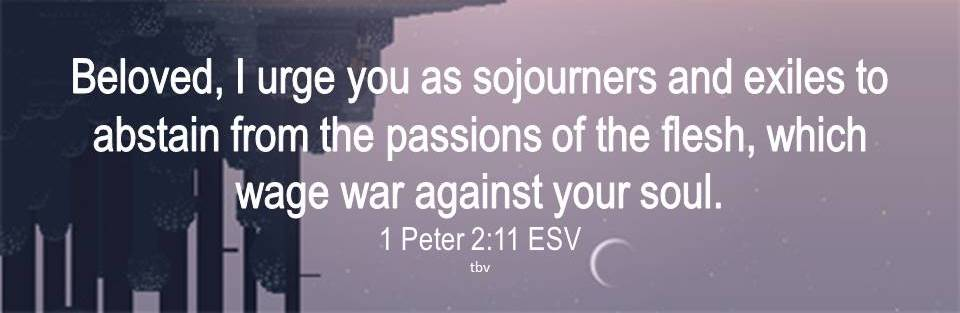 Beloved, I urge you as sojourners and exiles to
abstain from the passions of the flesh, which
wage war against your soul.
1 Peter 2:11 ESV
tbv